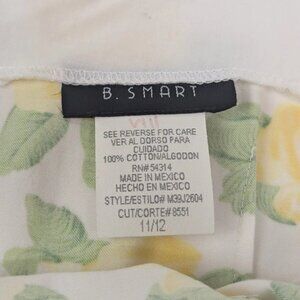 B. SMART
SEE REVERSE FOR CARE
VER AL DORSO PARA
CUIDADO
100% COTTON/ALGODON
RN# 54314
MADE IN MEXICO
HECHO EN MEXICO
STYLE/ESTILO# M39J2604
CUT/CORTE# 8551
11/12